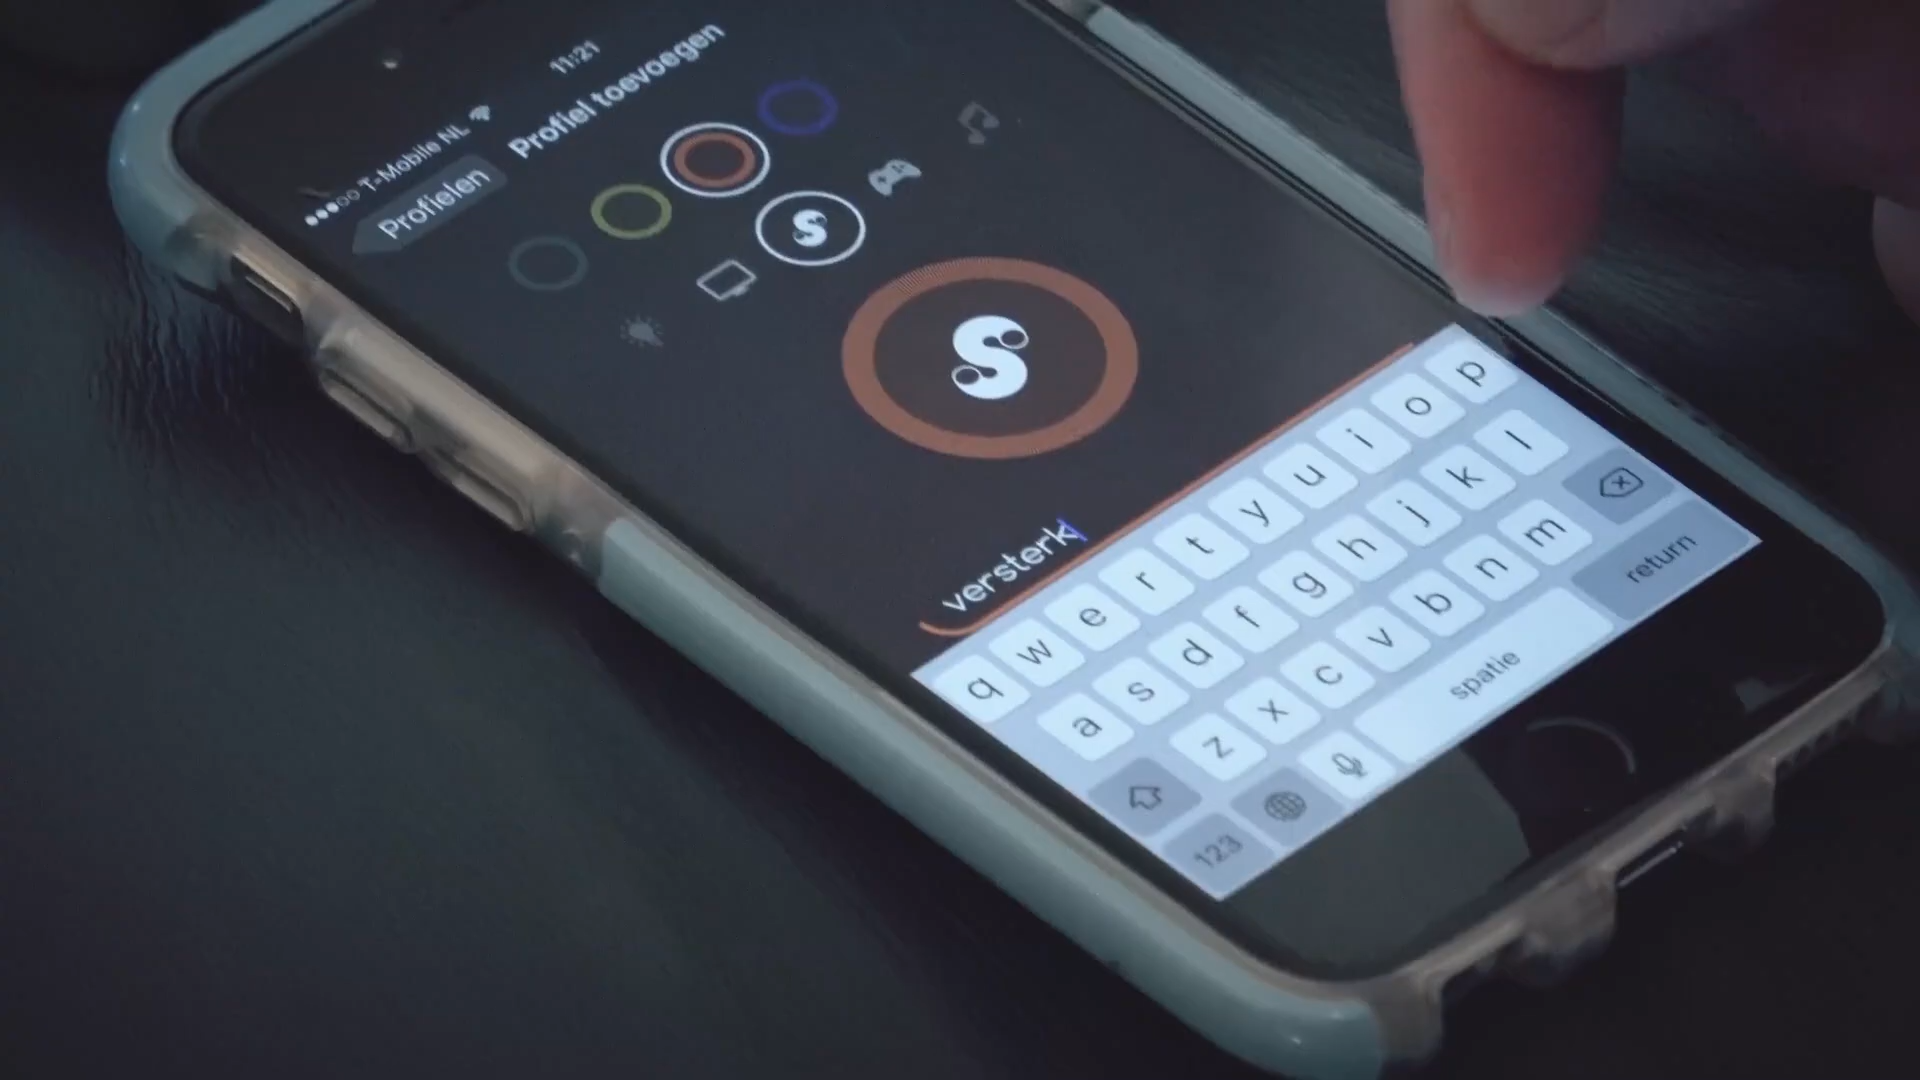 T-Mobile NL
11:21
Profielen
Profiel toevoegen
S
S
versterk
q w e r t y u i o p
a s d f g h j k l
z x c v b n m
123
spatie
return